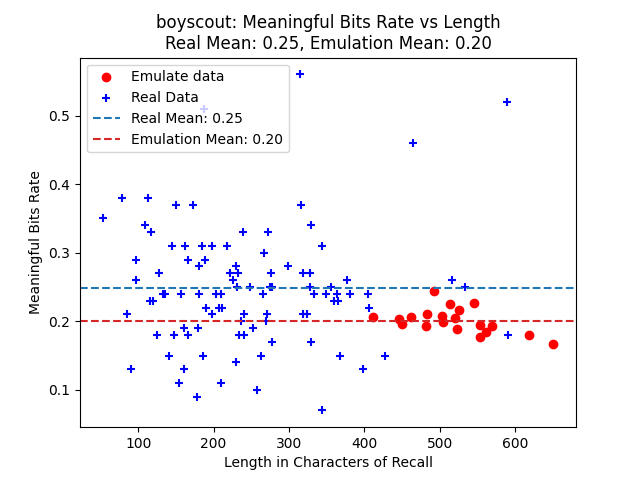 boyscout: Meaningful Bits Rate vs Length
Real Mean: 0.25, Emulation Mean: 0.20
Emulate data
Real Data
Real Mean: 0.25
Emulation Mean: 0.20
Meaningful Bits Rate
0.5
0.4
0.3
0.2
0.1
100 200 300 400 500 600
Length in Characters of Recall